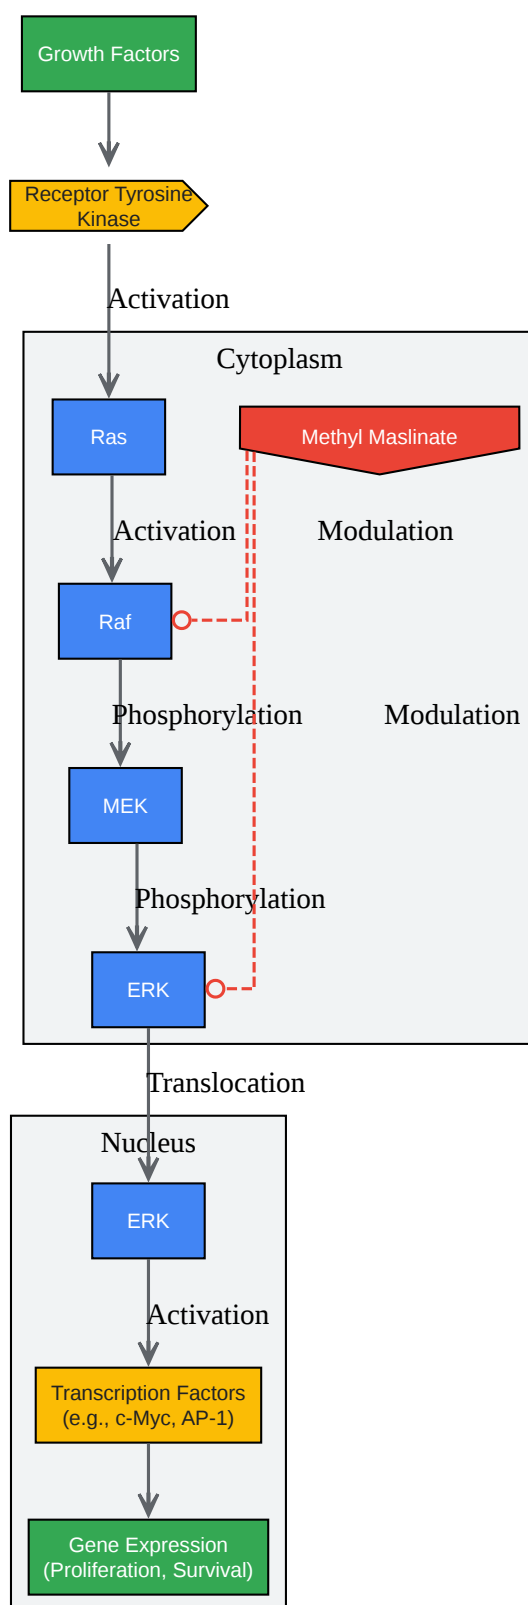 Growth Factors
Receptor Tyrosine
Kinase
Activation
Cytoplasm
Ras
Methyl Maslinate
Activation
Modulation
Raf
Phosphorylation
Modulation
MEK
Phosphorylation
ERK
Translocation
Nucleus
ERK
Activation
Transcription Factors
(e.g., c-Myc, AP-1)
Gene Expression
(Proliferation, Survival)